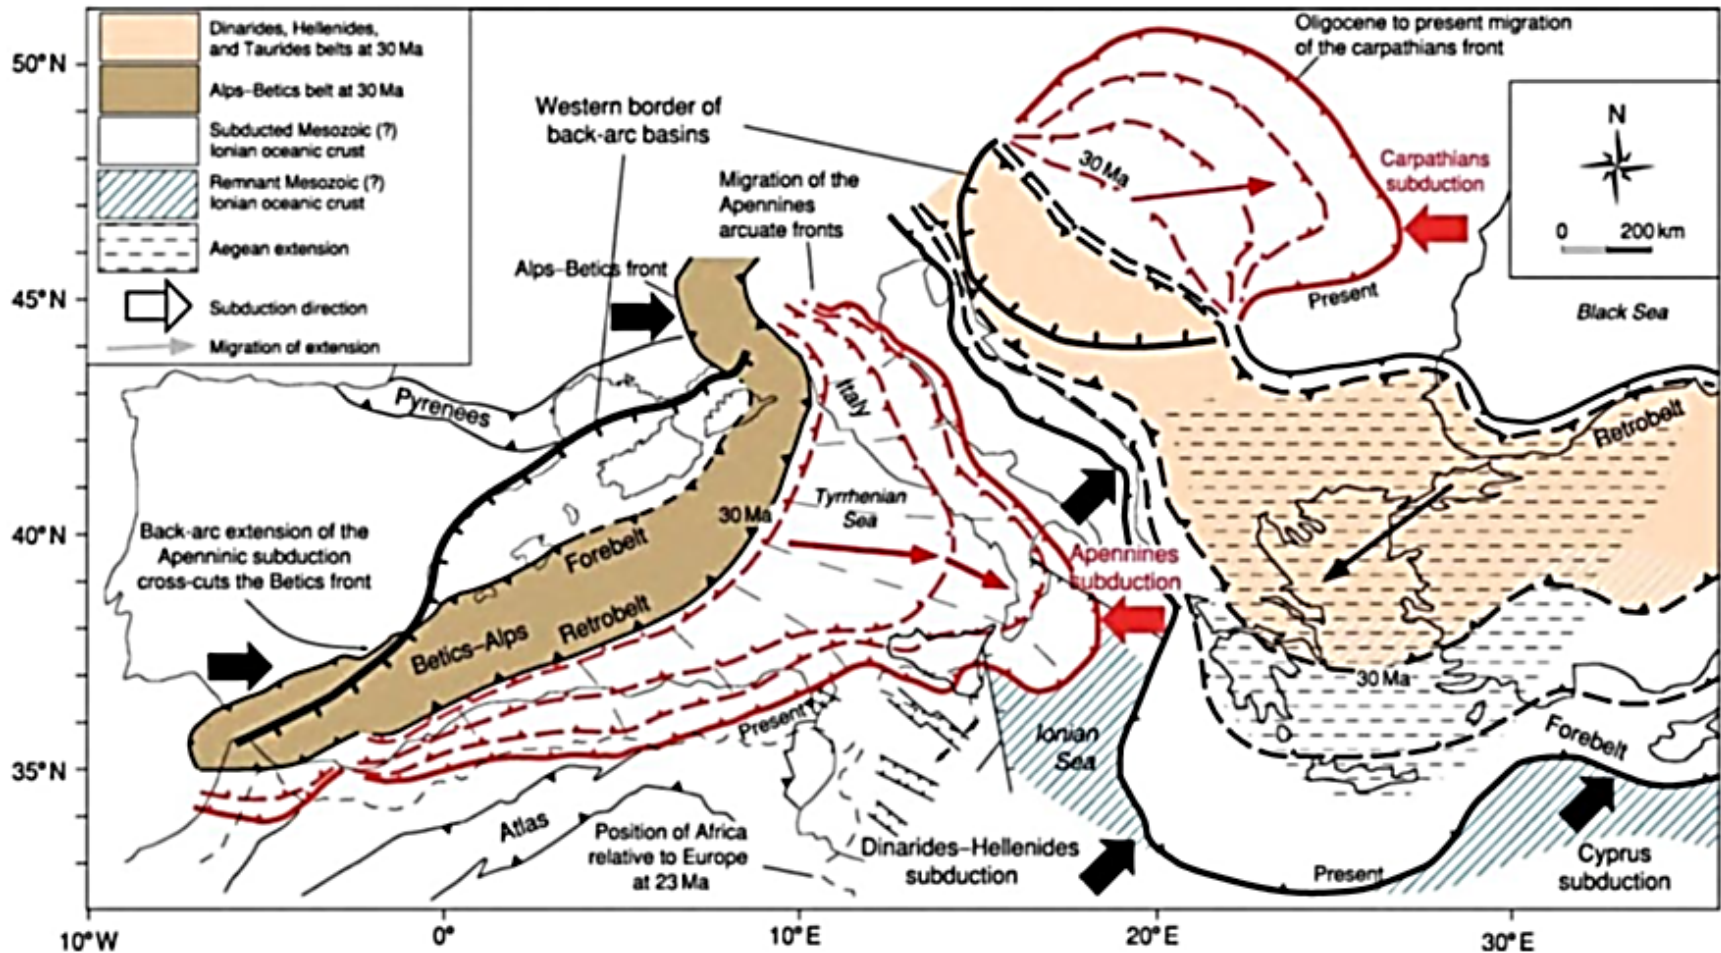 Dinarides, Hellenides,
and Taurides belts at 30 Ma
Alps–Betics belt at 30 Ma
Subducted Mesozoic (?)
Ionian oceanic crust
Remnant Mesozoic (?)
Ionian oceanic crust
Aegean extension
Subduction direction
Migration of extension
Oligocene to present migration
of the carpathians front
Western border of
back-arc basins
N
0 200 km
30 Ma
Carpathians
subduction
Migration of the
Apennines
arcuate fronts
Alps–Betics front
Present
Black Sea
Pyrenees
Italy
Retrobelt
Tyrrhenian
Sea
30 Ma
Back-arc extension of the
Apenninic subduction
cross-cuts the Betics front
Forebelt
Apennines
subduction
Betics–Alps
Retrobelt
30 Ma
Present
Ionian
Sea
Forebelt
Atlas
Position of Africa
relative to Europe
at 23 Ma
Dinarides–Hellenides
subduction
Present
Cyprus
subduction
50°N
45°N
40°N
35°N
10°W
0°
10°E
20°E
30°E